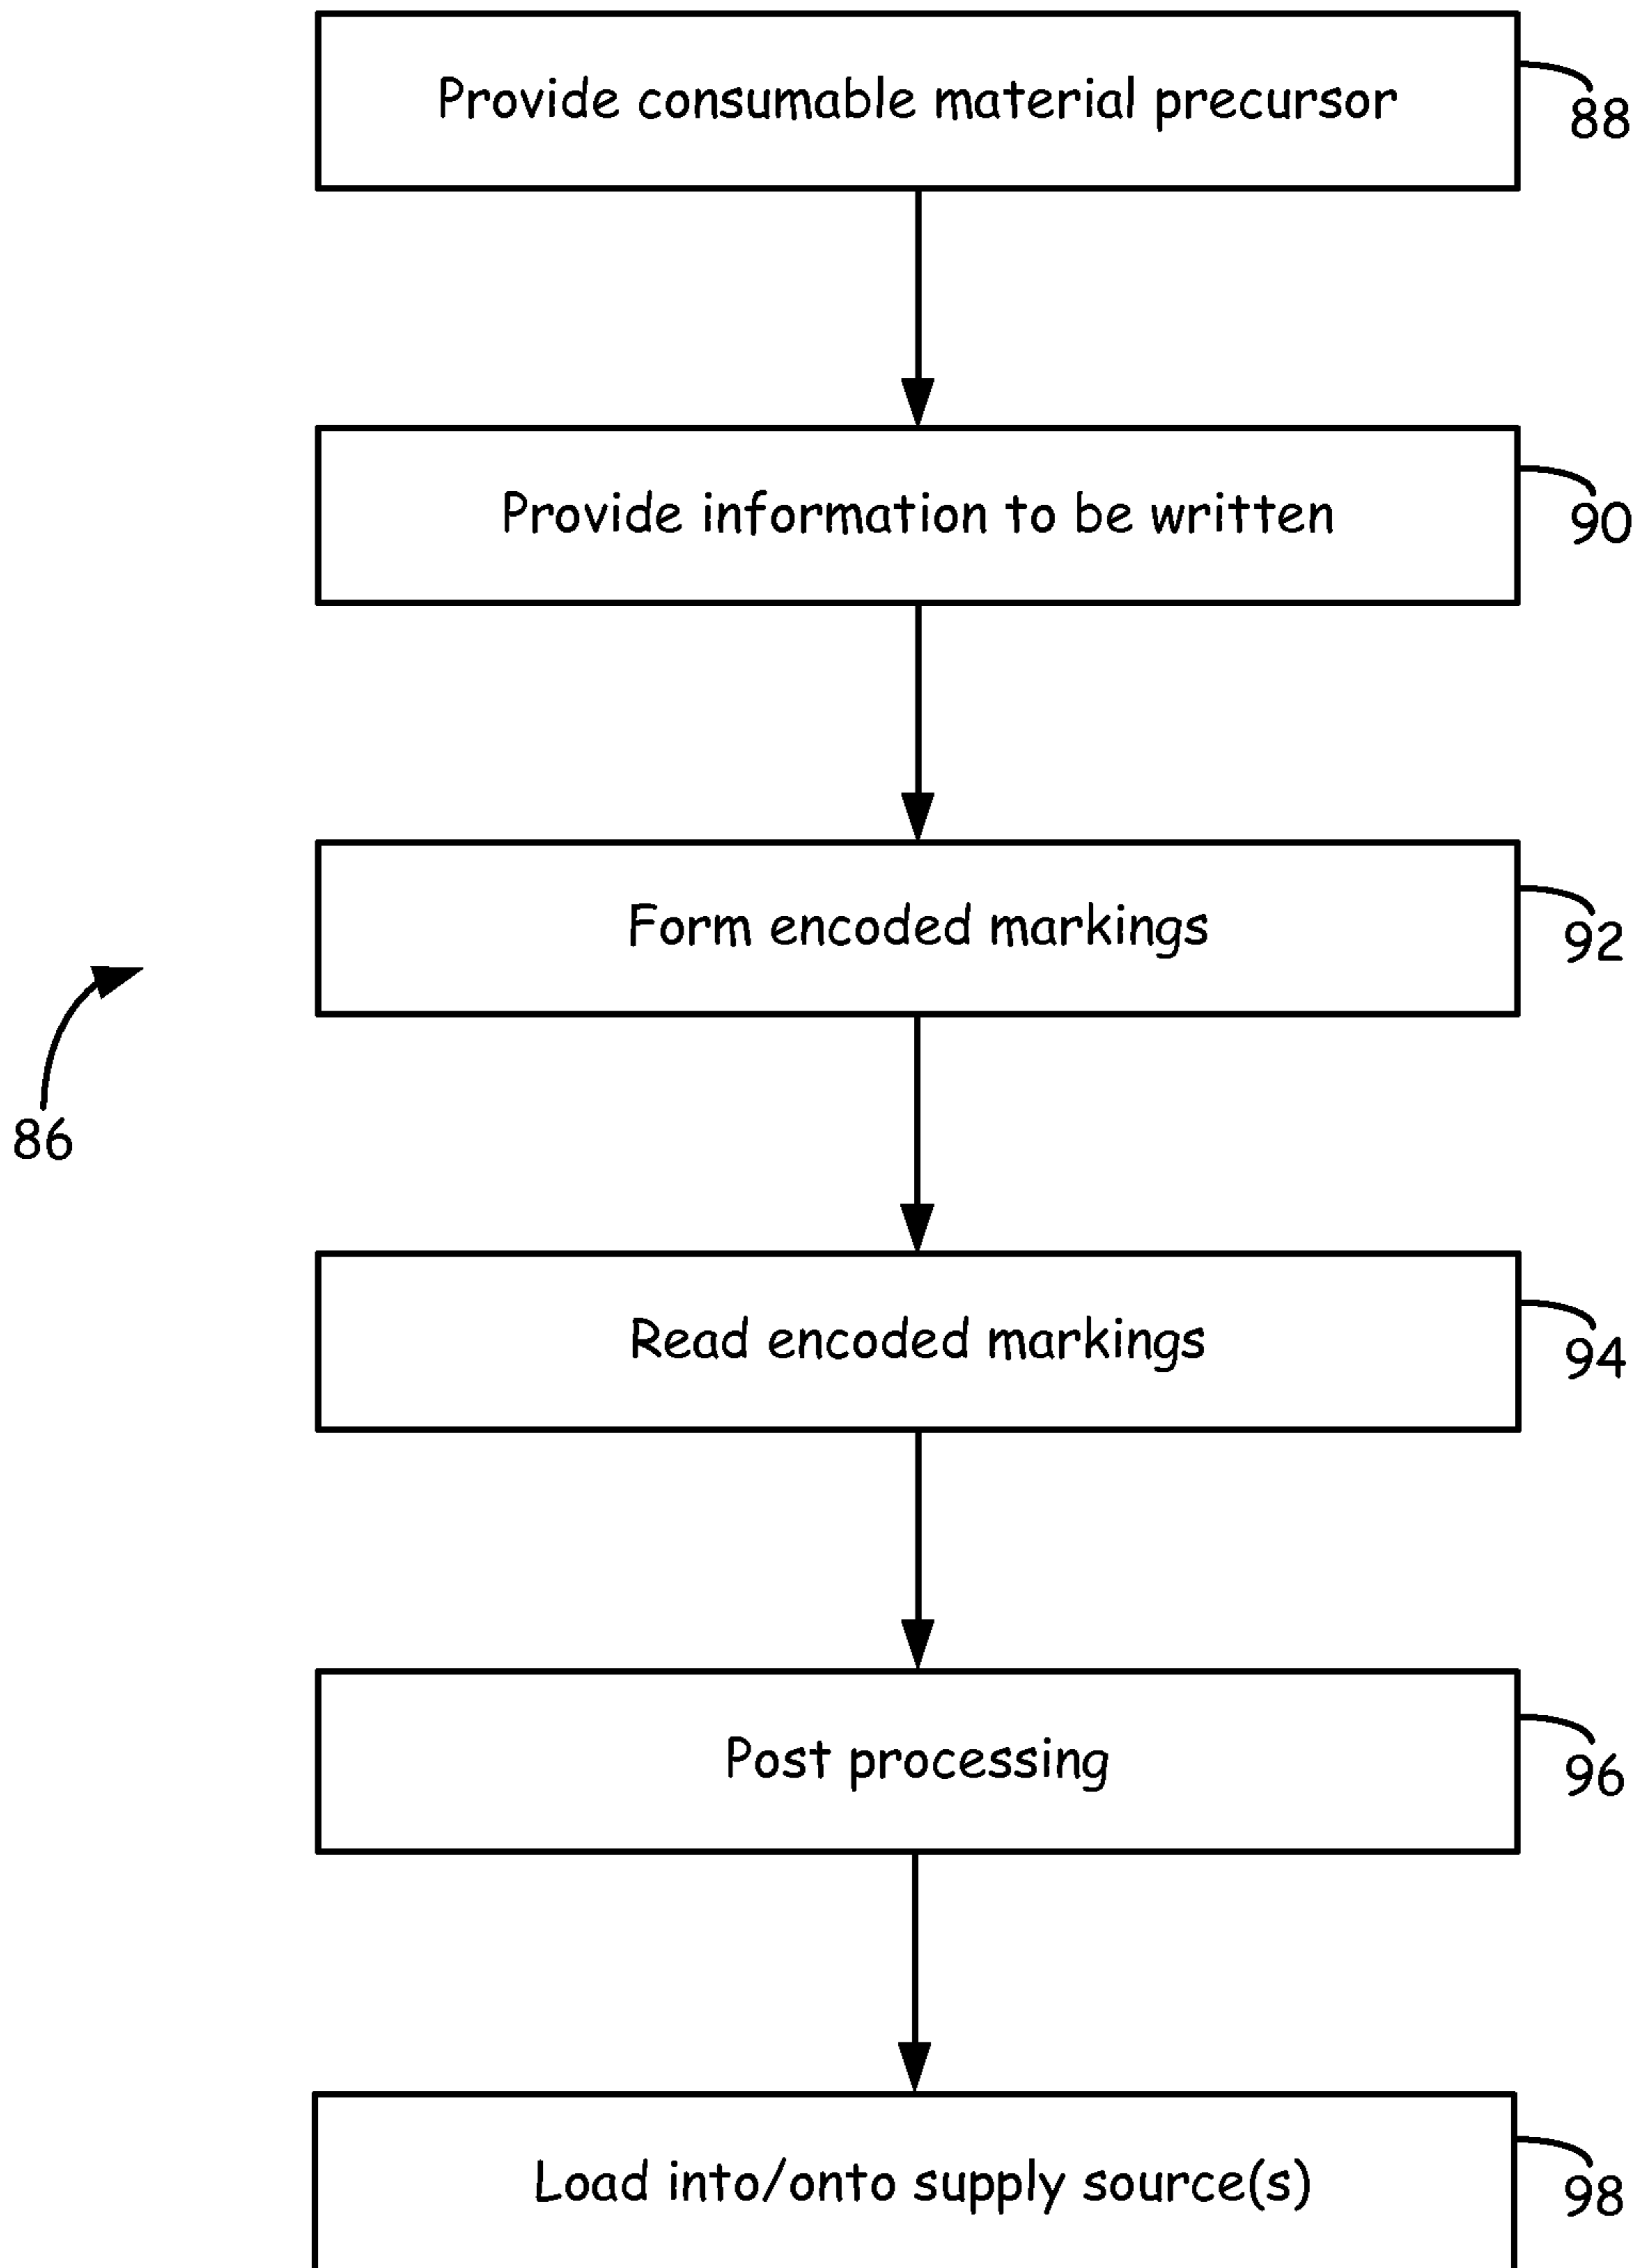 Provide consumable material precursor
88
Provide information to be written
90
Form encoded markings
92
86
Read encoded markings
94
Post processing
96
Load into/onto supply source(s)
98